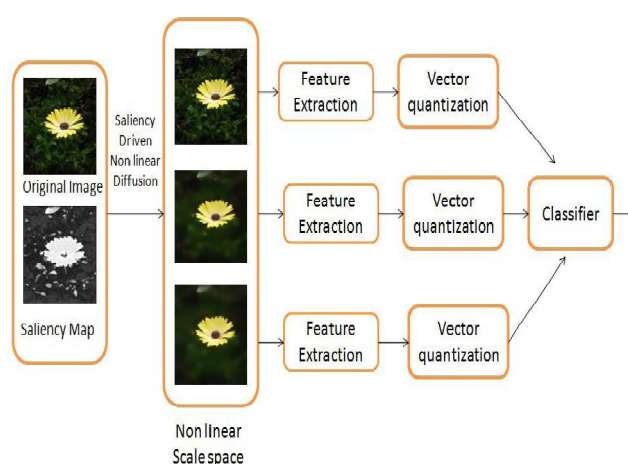 Original Image
Saliency Map
Saliency
Driven
Non linear
Diffusion
Non linear
Scale space
Feature
Extraction
Vector
quantization
Feature
Extraction
Vector
quantization
Feature
Extraction
Vector
quantization
Classifier